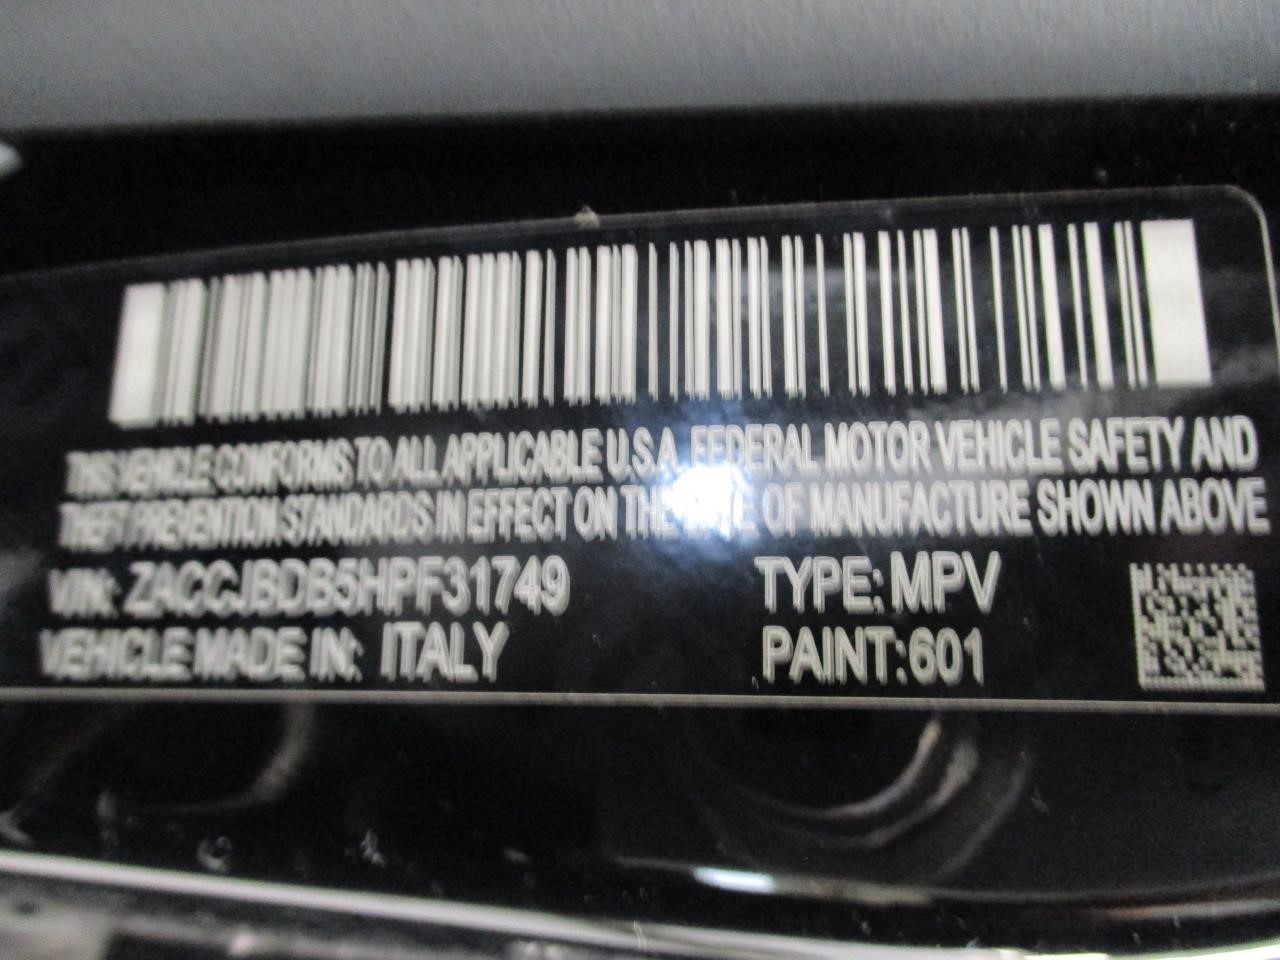 THIS VEHICLE CONFORMS TO ALL APPLICABLE U.S.A. FEDERAL MOTOR VEHICLE SAFETY AND
THEFT PREVENTION STANDARDS IN EFFECT ON THE DATE OF MANUFACTURE SHOWN ABOVE
VIN: ZACCJBDB5HPF31749 TYPE: MPV
VEHICLE MADE IN: ITALY PAINT:601